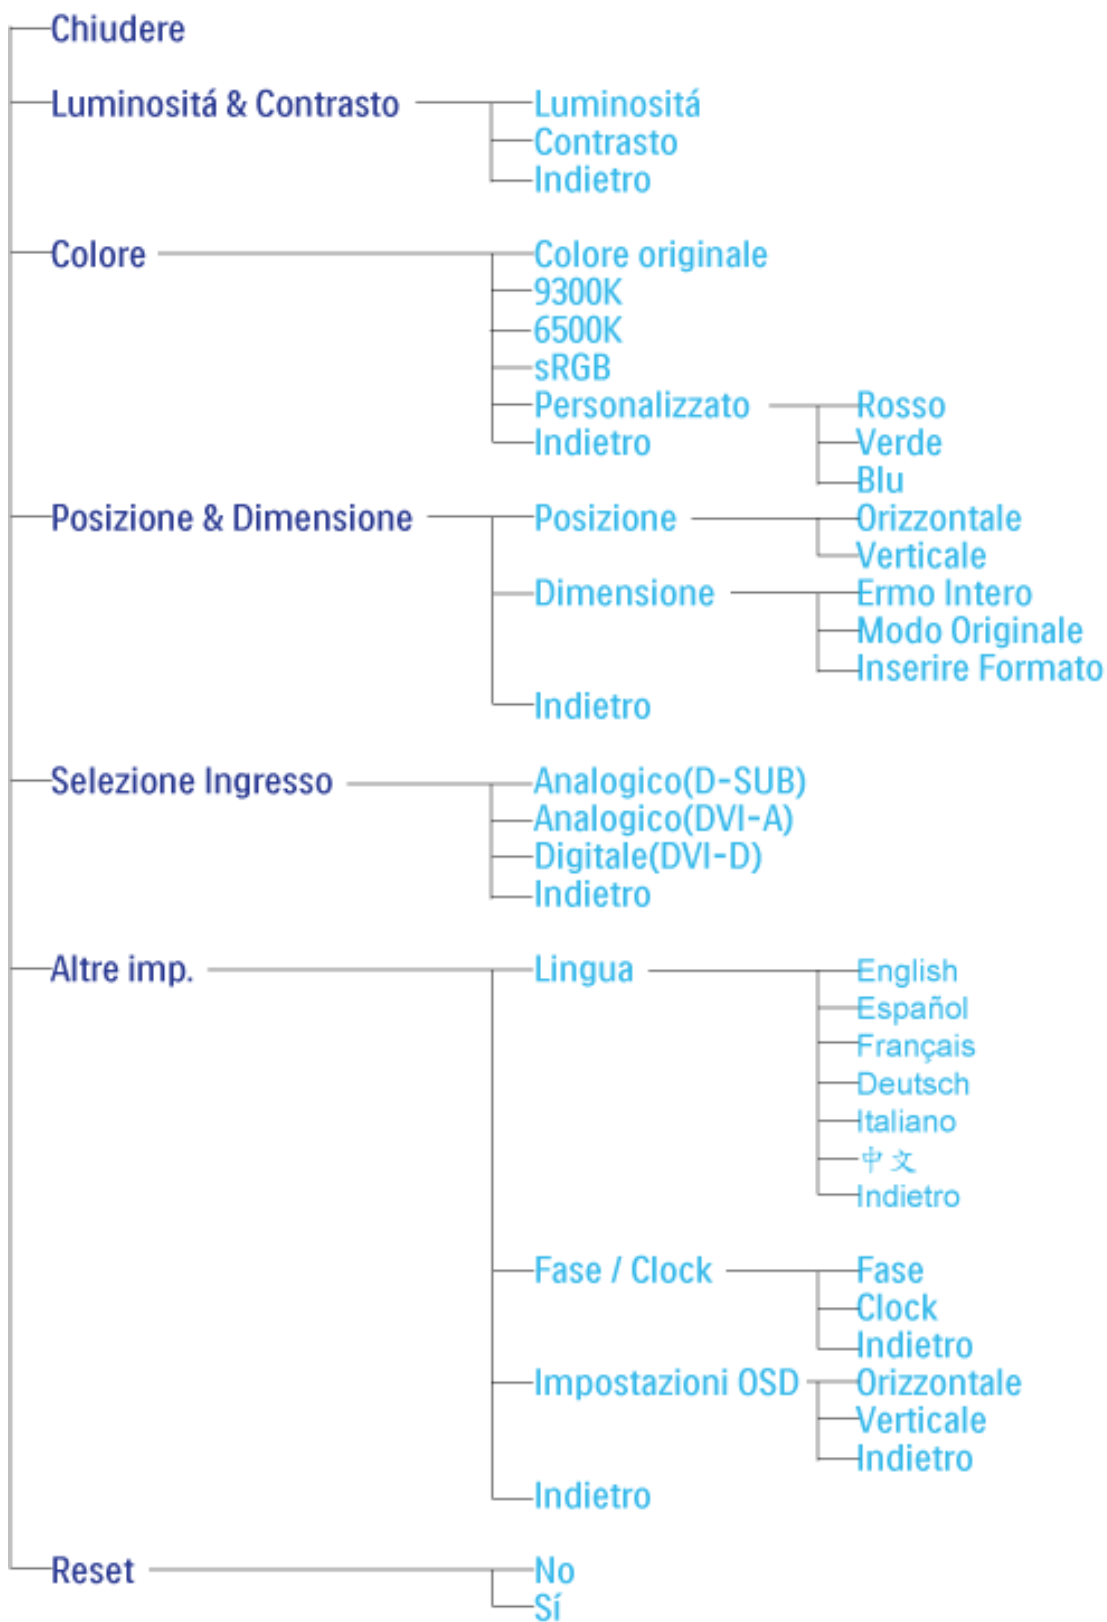 Chiudere
Luminositá & Contrasto Luminositá
Contrasto
Indietro
Colore Colore originale
9300K
6500K
sRGB
Personalizzato Rosso
Indietro Verde
Blu
Posizione & Dimensione Posizione Orizzontale
Verticale
Dimensione Ermo Intero
Modo Originale
Inserire Formato
Indietro
Selezione Ingresso Analogico(D-SUB)
Analogico(DVI-A)
Digitale(DVI-D)
Indietro
Altre imp. Lingua English
Español
Français
Deutsch
Italiano
中文
Indietro
Fase / Clock Fase
Clock
Indietro
Impostazioni OSD Orizzontale
Verticale
Indietro
Indietro
Reset No
Sí